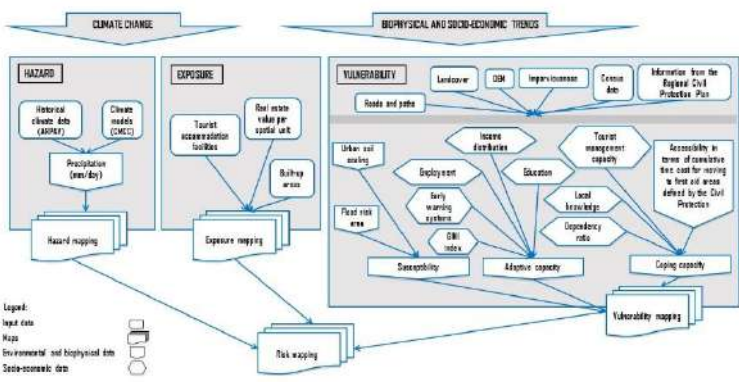 CLIMATE CHANGE
BIOPHYSICAL AND SOCIO-ECONOMIC TRENDS
HAZARD
Historical
climate data
(ARPAV)
Climate
models
(CMCC)
Precipitation
(mm/day)
Hazard mapping
EXPOSURE
Tourist
accommodation
facilities
Real estate
value per
spatial unit
Built-up
areas
Exposure mapping
VULNERABILITY
Roads and paths
Landcover
DEM
Imperviousness
Census
data
Information from the
Regional Civil
Protection Plan
Urban soil
sealing
Flood risk
area
Employment
Early
warning
systems
GINI
index
Income
distribution
Education
Tourist
management
capacity
Local
knowledge
Dependency
ratio
Accessibility in
terms of cumulative
time cost for moving
to first aid areas
defined by the Civil
Protection
Susceptibility
Adaptive capacity
Coping capacity
Vulnerability mapping
Risk mapping
Legend:
Input data
Maps
Environmental and biophysical data
Socio-economic data